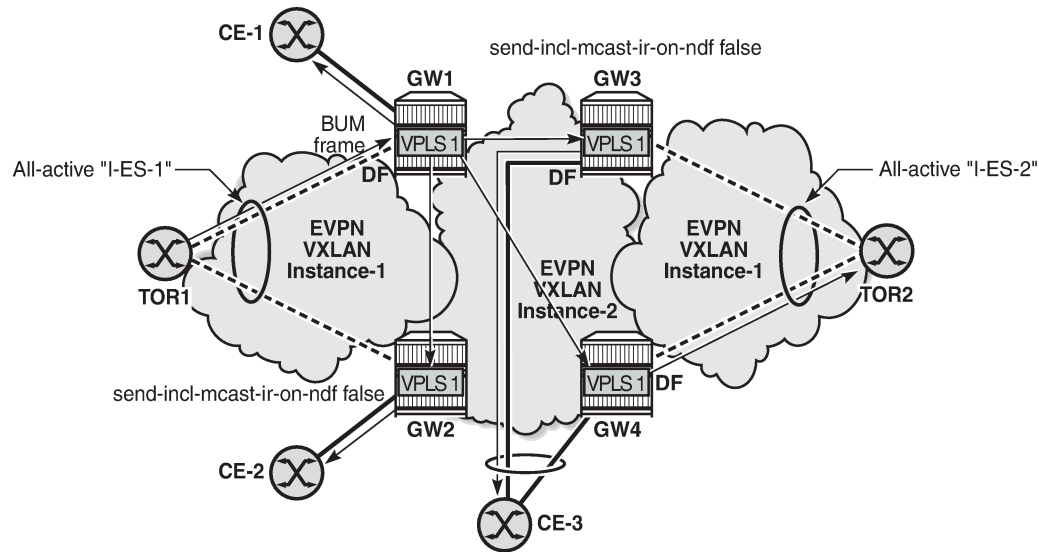 CE-1
send-incl-mcast-ir-on-ndf false
GW1
GW3
BUM
frame
VPLS 1
VPLS 1
All-active "I-ES-1"
DF
DF
All-active "I-ES-2"
EVPN
VXLAN
Instance-1
EVPN
VXLAN
Instance-2
EVPN
VXLAN
Instance-1
TOR1
TOR2
send-incl-mcast-ir-on-ndf false
VPLS 1
VPLS 1
DF
GW2
GW4
CE-2
CE-3